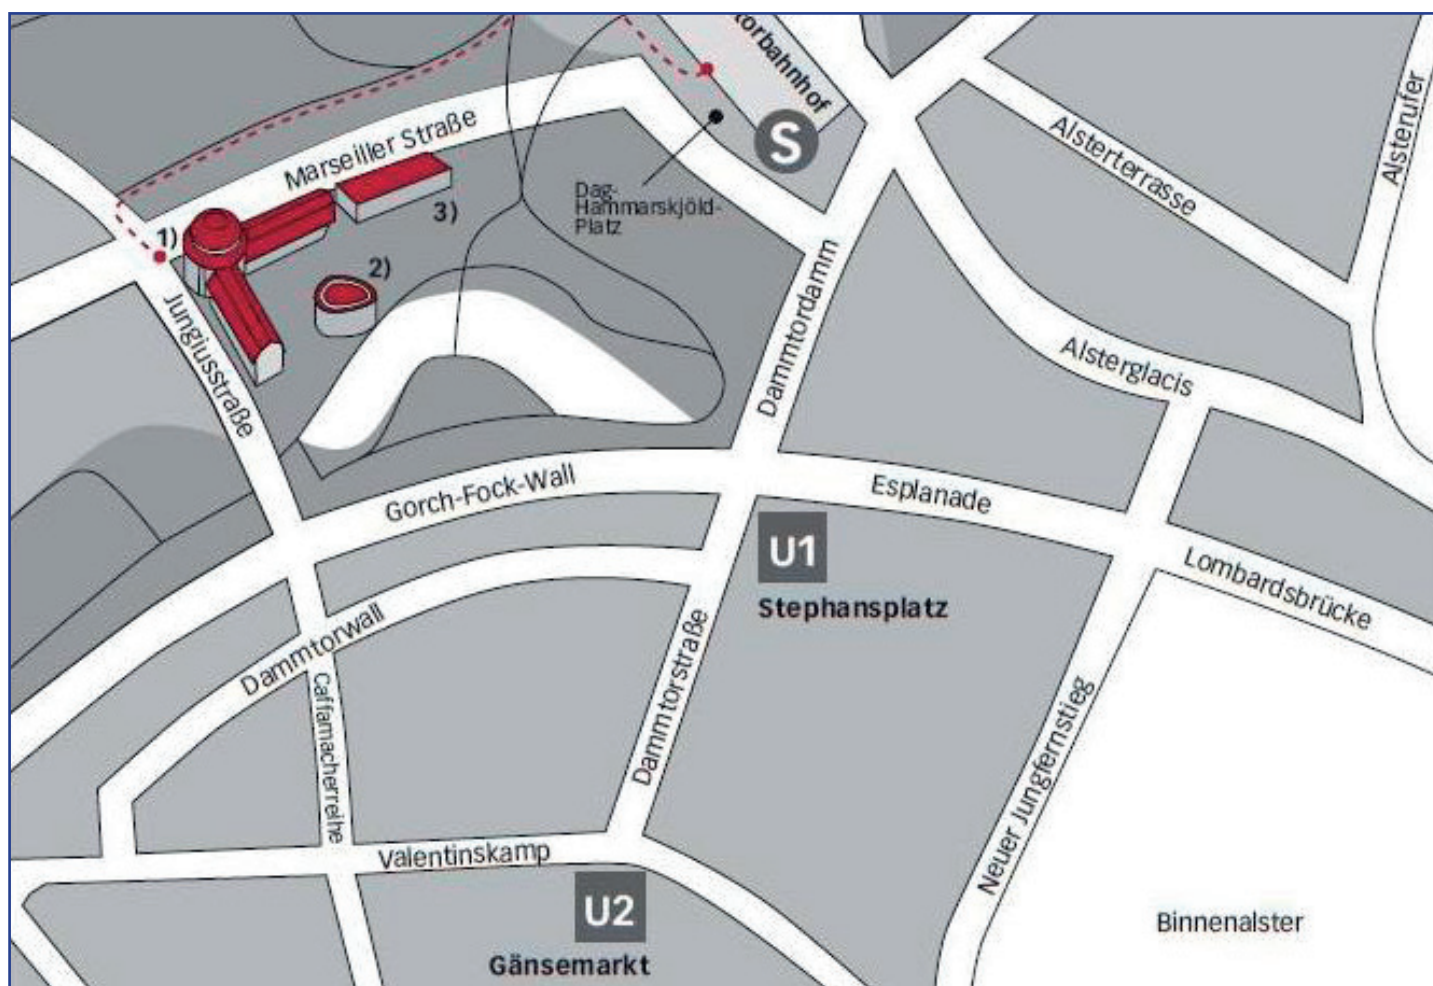 torbahnhof
S
Marseiller Straße
Alsterterrasse
Alsterufer
Dag-
Hammarskjöld-
Platz
3)
1)
2)
Jungiusstraße
Dammtordamm
Alsterglacis
Gorch-Fock-Wall
Esplanade
U1
Stephansplatz
Lombardsbrücke
Dammtorwall
Caffamacherreihe
Dammtorstraße
Neuer Jungfernstieg
Valentinskamp
U2
Gänsemarkt
Binnenalster